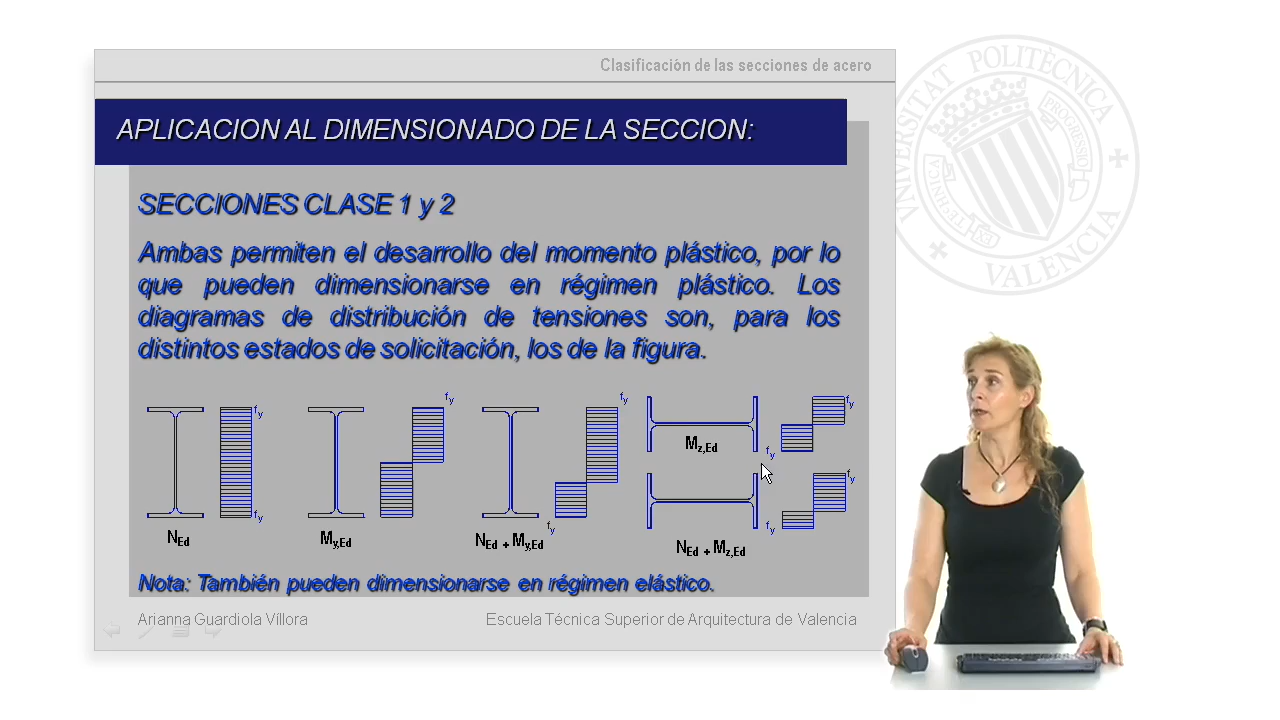 Clasificación de las secciones de acero
APLICACION AL DIMENSIONADO DE LA SECCION:
SECCIONES CLASE 1 y 2
Ambas permiten el desarrollo del momento plástico, por lo
que pueden dimensionarse en régimen plástico. Los
diagramas de distribución de tensiones son, para los
distintos estados de solicitación, los de la figura.
fy
fy
NEd
fy
My,Ed
fy
fy
NEd + My,Ed
fy
Mz,Ed
fy
fy
fy
NEd + Mz,Ed
Nota: También pueden dimensionarse en régimen elástico.
Arianna Guardiola Víllora
Escuela Técnica Superior de Arquitectura de Valencia
UNIVERSITAT POLITÈCNICA
VALÈNCIA